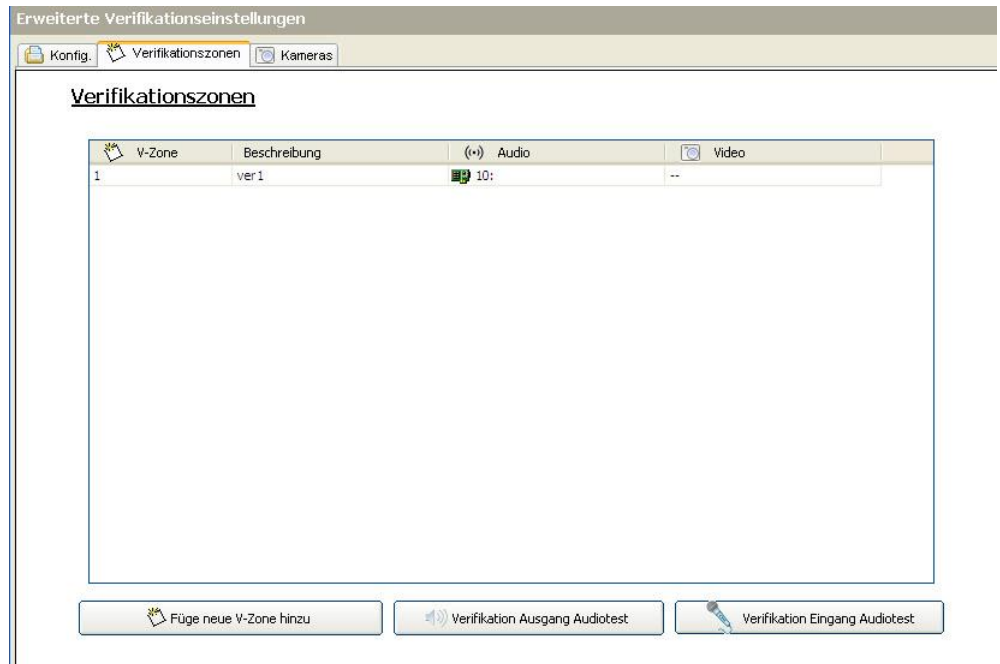 Erweiterte Verifikationseinstellungen
Konfig. Verifikationszonen Kameras
Verifikationszonen
V-Zone Beschreibung Audio Video
1 ver1 10: --
Füge neue V-Zone hinzu Verifikation Ausgang Audiotest Verifikation Eingang Audiotest